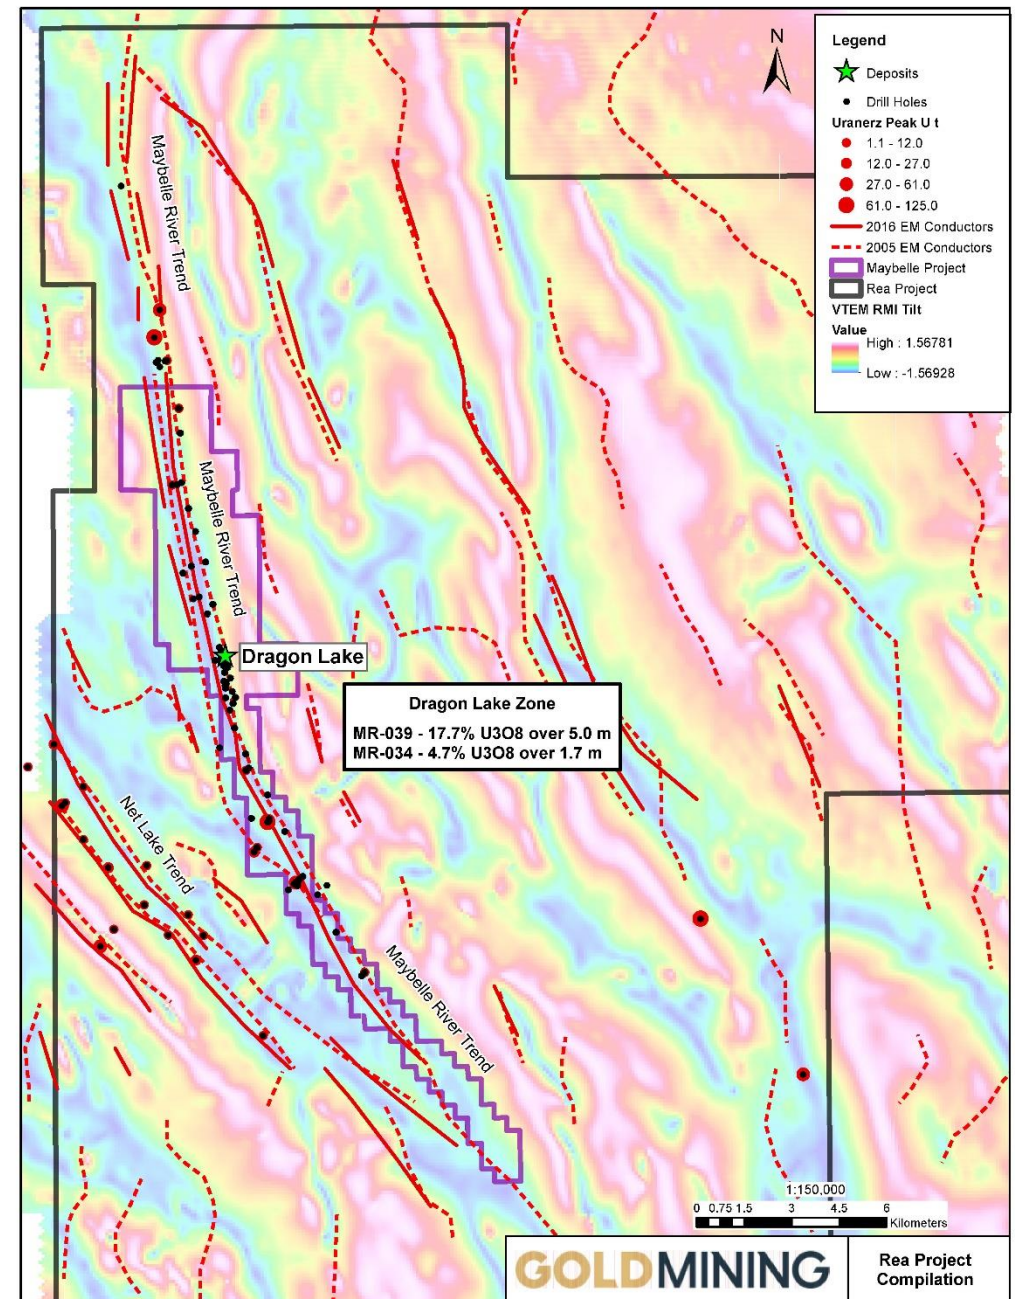 N
Legend
Deposits
Drill Holes
Uranerz Peak U t
1.1 - 12.0
12.0 - 27.0
27.0 - 61.0
61.0 - 125.0
2016 EM Conductors
2005 EM Conductors
Maybelle Project
Rea Project
VTEM RMI Tilt
Value
High : 1.56781
Low : -1.56928
Maybelle River Trend
Maybelle River Trend
Dragon Lake
Dragon Lake Zone
MR-039 - 17.7% U3O8 over 5.0 m
MR-034 - 4.7% U3O8 over 1.7 m
Net Lake Trend
Maybelle River Trend
1:150,000
0 0.75 1.5 3 4.5 6
Kilometers
GOLDMINING
Rea Project
Compilation